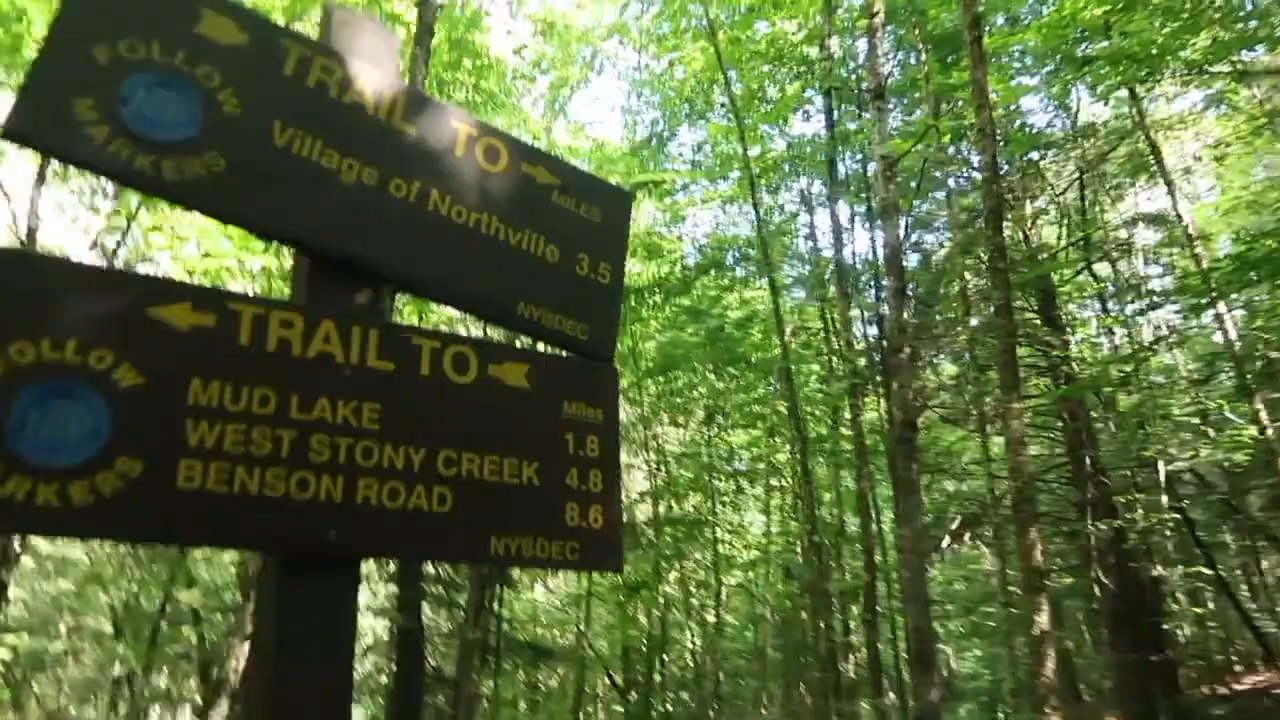 TRAIL TO
FOLLOW
MARKERS
MILES
Village of Northville 3.5
NYSDEC
TRAIL TO
FOLLOW
MARKERS
Miles
MUD LAKE 1.8
WEST STONY CREEK 4.8
BENSON ROAD 8.6
NYSDEC